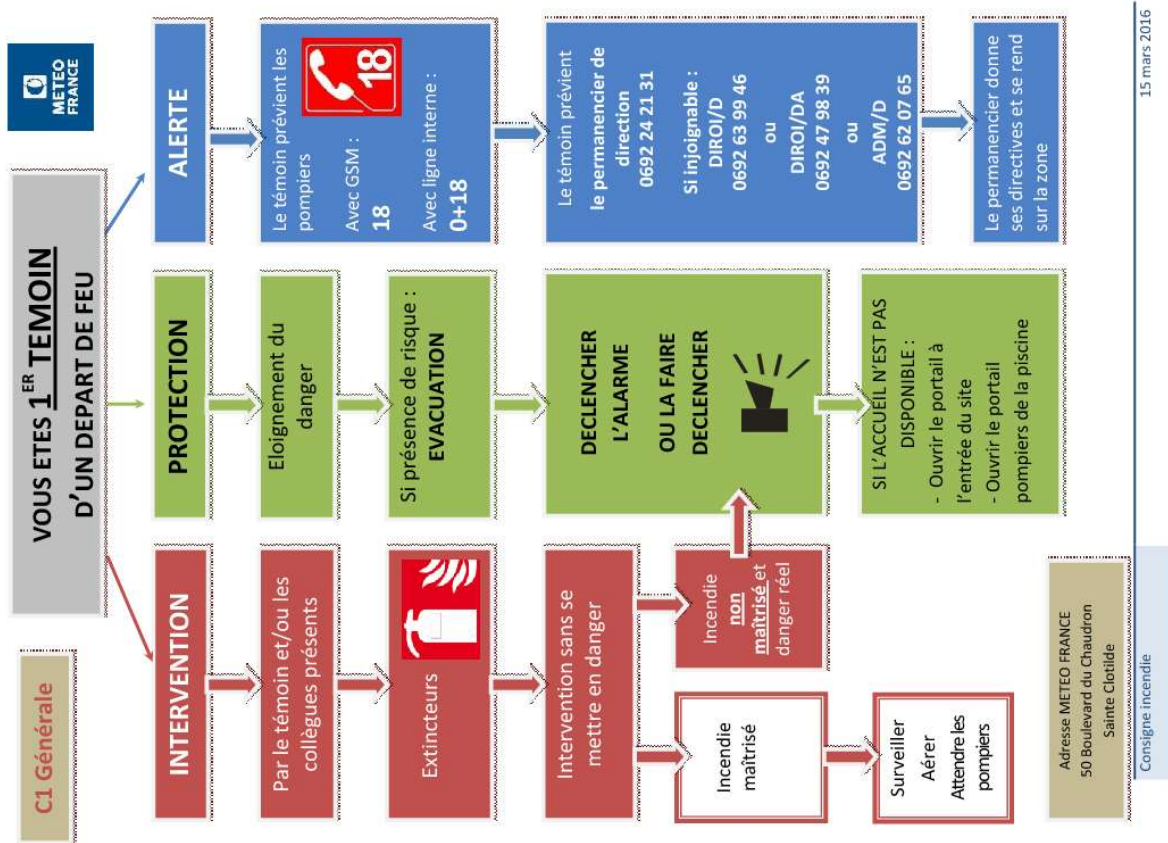 C1 Générale
VOUS ETES 1ER TEMOIN
D'UN DEPART DE FEU
METEO
FRANCE
INTERVENTION
Par le témoin et/ou les
collègues présents
Extincteurs
Intervention sans se
mettre en danger
Incendie
maîtrisé
Surveiller
Aérer
Attendre les
pompiers
Incendie
non
maîtrisé et
danger réel
PROTECTION
Eloignement du
danger
Si présence de risque :
EVACUATION
DECLENCHER
L'ALARME
OU LA FAIRE
DECLENCHER
SI L'ACCUEIL N'EST PAS
DISPONIBLE :
- Ouvrir le portail à
l'entrée du site
- Ouvrir le portail
pompiers de la piscine
ALERTE
Le témoin prévient les
pompiers
18
Avec GSM :
18
Avec ligne interne :
0+18
Le témoin prévient
le permanencier de
direction
0692 24 21 31
Si injoignable :
DIROI/D
0692 63 99 46
ou
DIROI/DA
0692 47 98 39
ou
ADM/D
0692 62 07 65
Le permanencier donne
ses directives et se rend
sur la zone
Adresse METEO FRANCE
50 Boulevard du Chaudron
Sainte Clotilde
Consigne incendie
15 mars 2016